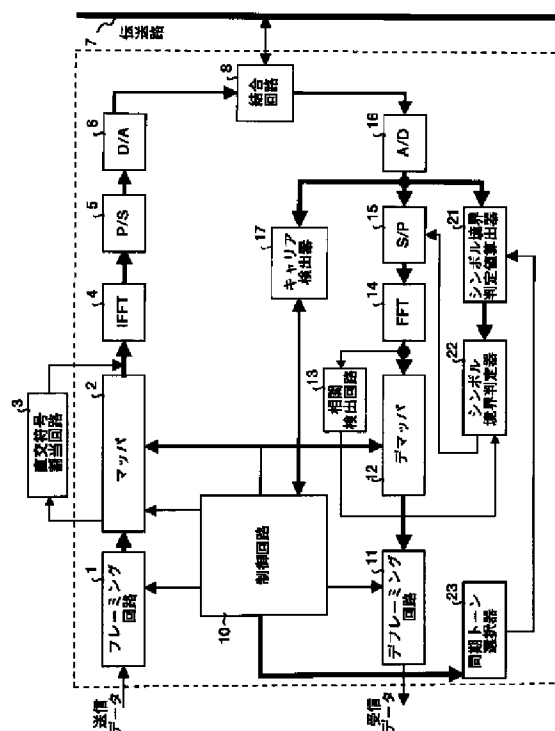 送信
データ
フレーミング
回路
1
マッパ
2
直交符号
割当回路
3
IFFT
4
P/S
5
D/A
6
伝送路
7
結合
回路
8
制御回路
10
キャリア
検出器
17
A/D
16
S/P
15
FFT
14
相関
検出回路
13
デマッパ
12
デフレーミング
回路
11
受信
データ
シンボル境界
判定値算出器
21
シンボル
境界判定器
22
同期トーン
選択器
23